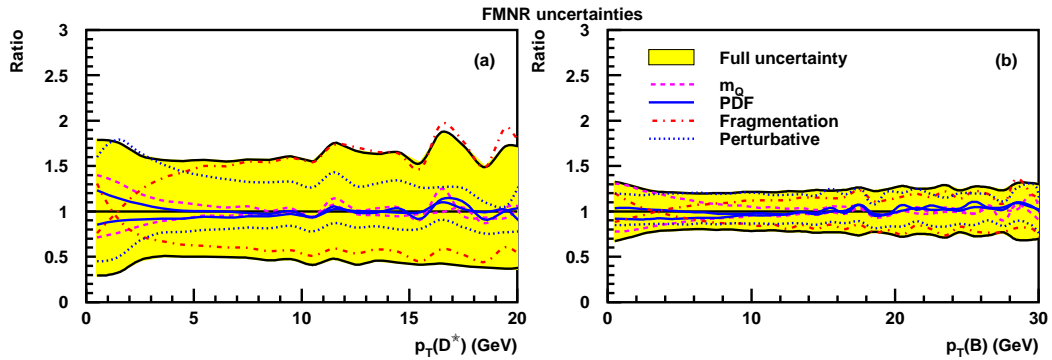 FMNR uncertainties
Ratio
3
2.5
2
1.5
1
0.5
0
(a)
0 5 10 15 20
p_T(D*) (GeV)
Ratio
3
2.5
2
1.5
1
0.5
0
(b)
Full uncertainty
m_Q
PDF
Fragmentation
Perturbative
0 10 20 30
p_T(B) (GeV)